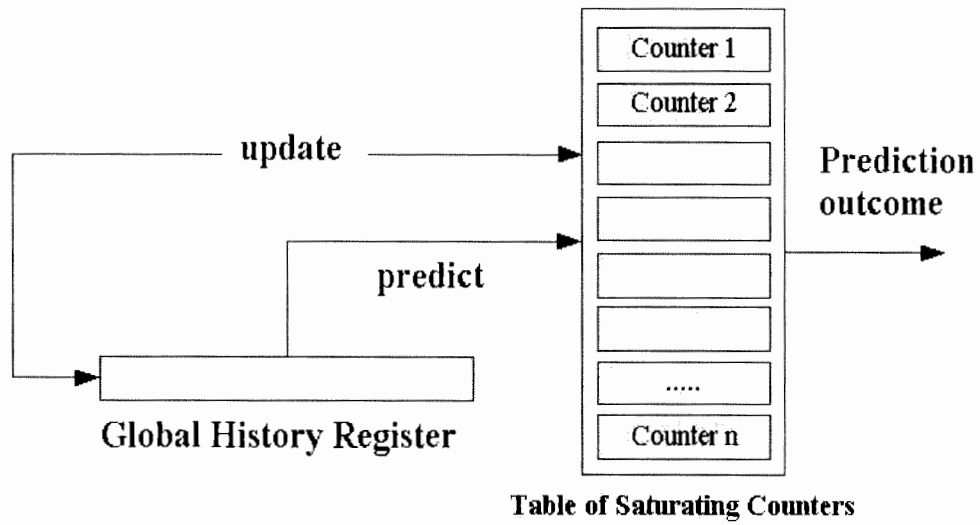 Counter 1
Counter 2
update
Prediction
outcome
predict
.....
Global History Register
Counter n
Table of Saturating Counters